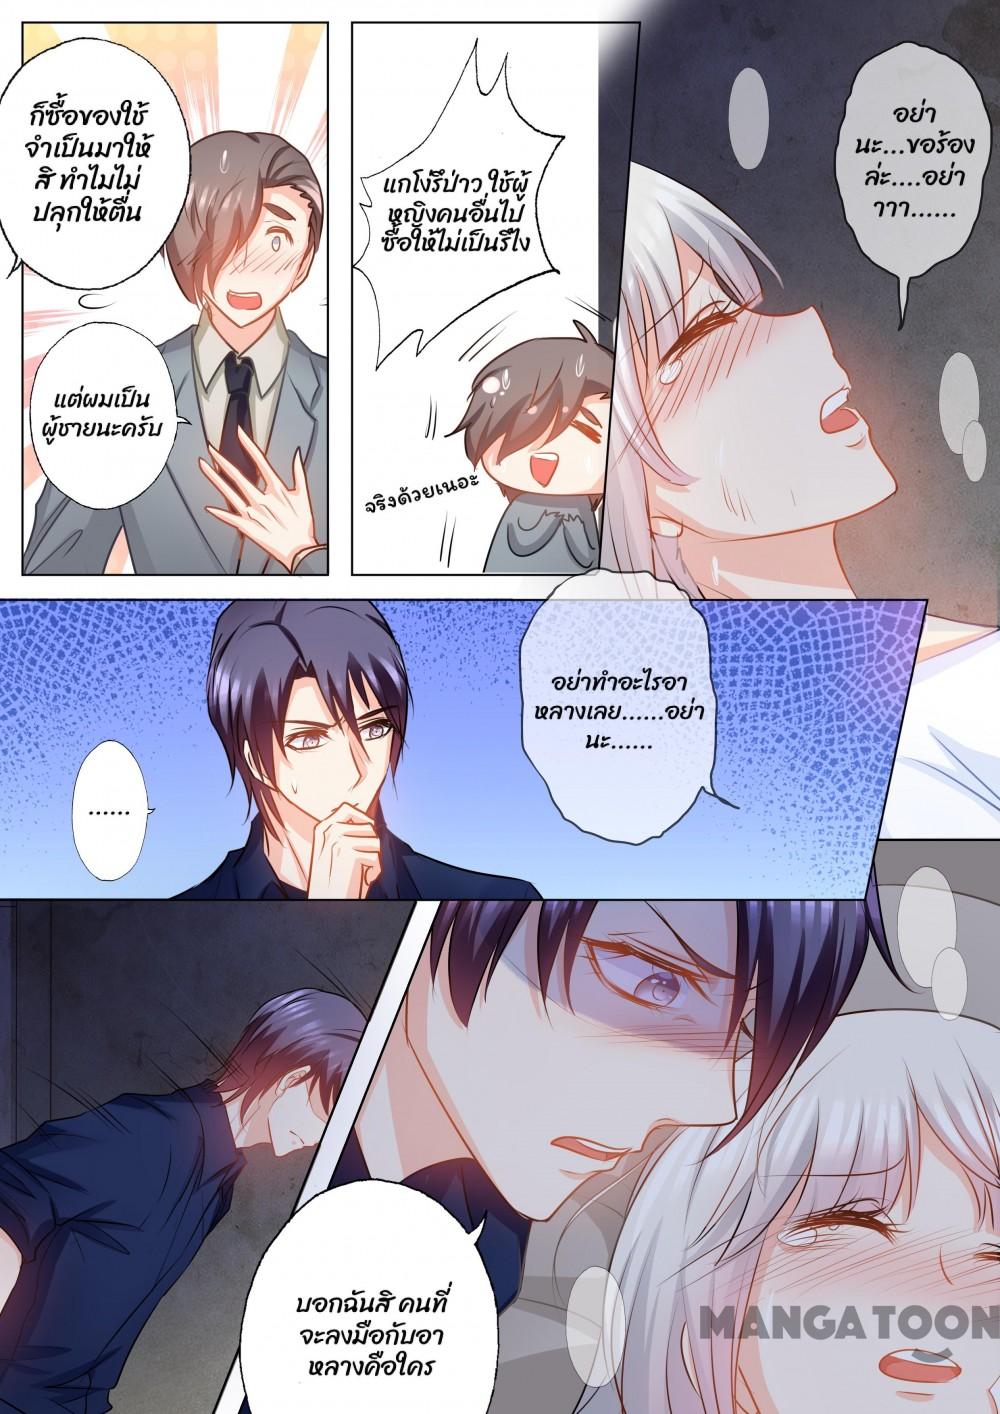 ก็ซื้อของใช้
จำเป็นมาให้
สิ ทำไมไม่
ปลุกให้ตื่น
แต่ผมเป็น
ผู้ชายนะครับ
แกโง่รึป่าว ใช้ผู้
หญิงคนอื่นไป
ซื้อให้ไม่เป็นรึไง
จริงด้วยเนอะ
อย่า
นะ...ขอร้อง
ล่ะ....อย่า
าาา......
อย่าทำอะไรอา
หลางเลย......อย่า
นะ......
......
บอกฉันสิ คนที่
จะลงมือกับอา
หลางคือใคร
MANGATOON